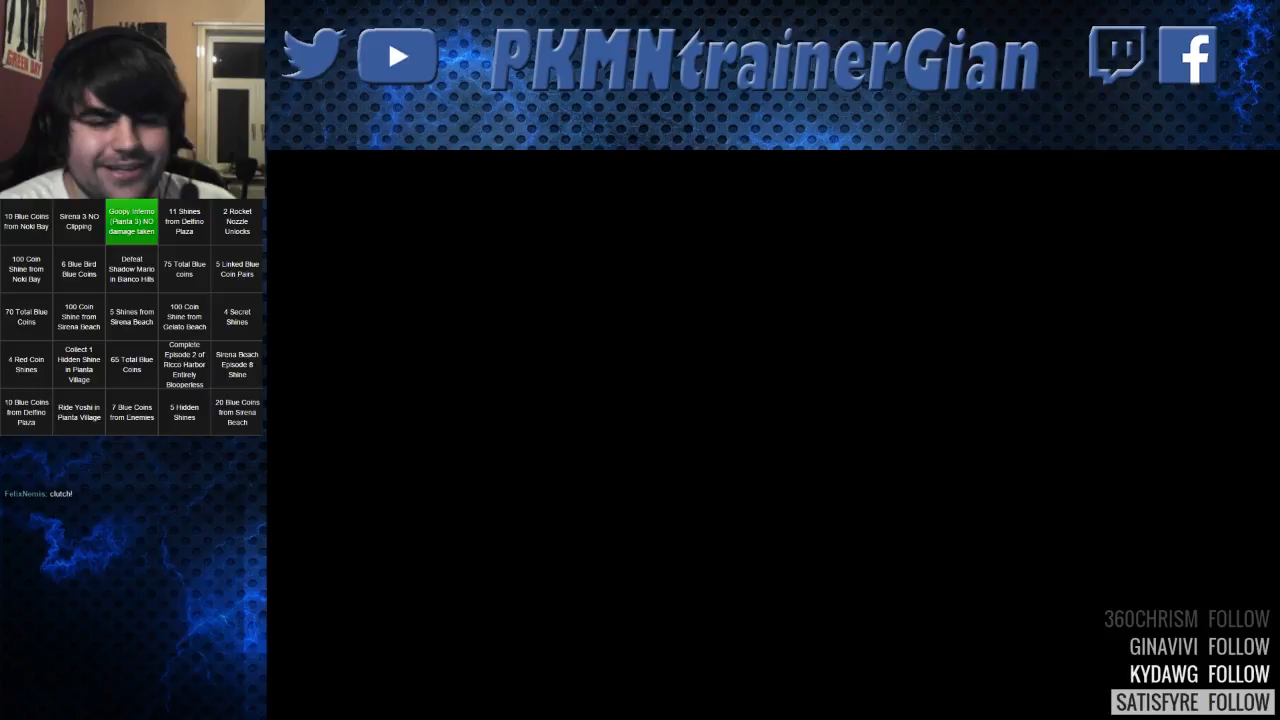 GREEN DAY
PKMNtrainerGian
10 Blue Coins
from Noki Bay
Sirena 3 NO
Clipping
Goopy Inferno
(Pianta 3) NO
damage taken
11 Shines
from Delfino
Plaza
2 Rocket
Nozzle
Unlocks
100 Coin
Shine from
Noki Bay
6 Blue Bird
Blue Coins
Defeat
Shadow Mario
in Bianco Hills
75 Total Blue
coins
5 Linked Blue
Coin Pairs
70 Total Blue
Coins
100 Coin
Shine from
Sirena Beach
5 Shines from
Sirena Beach
100 Coin
Shine from
Gelato Beach
4 Secret
Shines
4 Red Coin
Shines
Collect 1
Hidden Shine
in Pianta
Village
65 Total Blue
Coins
Complete
Episode 2 of
Ricco Harbor
Entirely
Blooperless
Sirena Beach
Episode 8
Shine
10 Blue Coins
from Delfino
Plaza
Ride Yoshi in
Pianta Village
7 Blue Coins
from Enemies
5 Hidden
Shines
20 Blue Coins
from Sirena
Beach
FelixNemis: clutch!
360CHRISM FOLLOW
GINAVIVI FOLLOW
KYDAWG FOLLOW
SATISFYRE FOLLOW